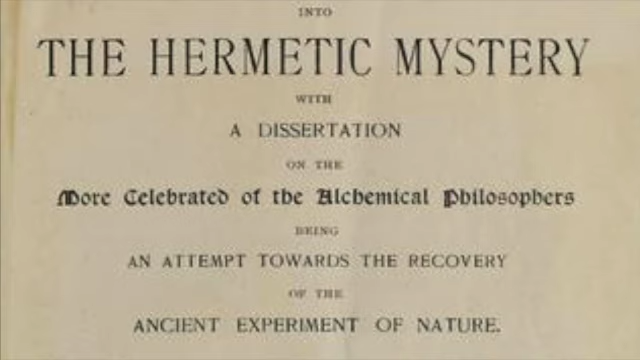 INTO
THE HERMETIC MYSTERY
WITH
A DISSERTATION
ON THE
More Celebrated of the Alchemical Philosophers
BEING
AN ATTEMPT TOWARDS THE RECOVERY
OF THE
ANCIENT EXPERIMENT OF NATURE.